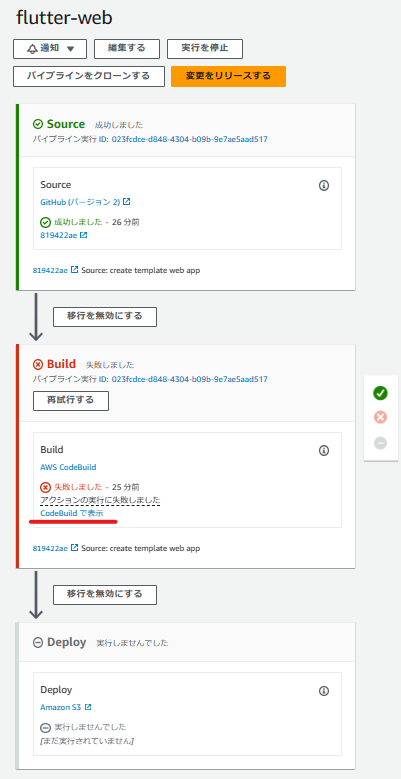 flutter-web
通知
編集する
実行を停止
パイプラインをクローンする
変更をリリースする
Source 成功しました
パイプライン実行 ID: 023fcdce-d848-4304-b09b-9e7ae5aad517
Source
GitHub (バージョン 2)
成功しました - 26 分前
819422ae
819422ae Source: create template web app
移行を無効にする
Build 失敗しました
パイプライン実行 ID: 023fcdce-d848-4304-b09b-9e7ae5aad517
再試行する
Build
AWS CodeBuild
失敗しました - 25 分前
アクションの実行に失敗しました
CodeBuild で表示
819422ae Source: create template web app
移行を無効にする
Deploy 実行しませんでした
Deploy
Amazon S3
実行しませんでした
[まだ実行されていません]